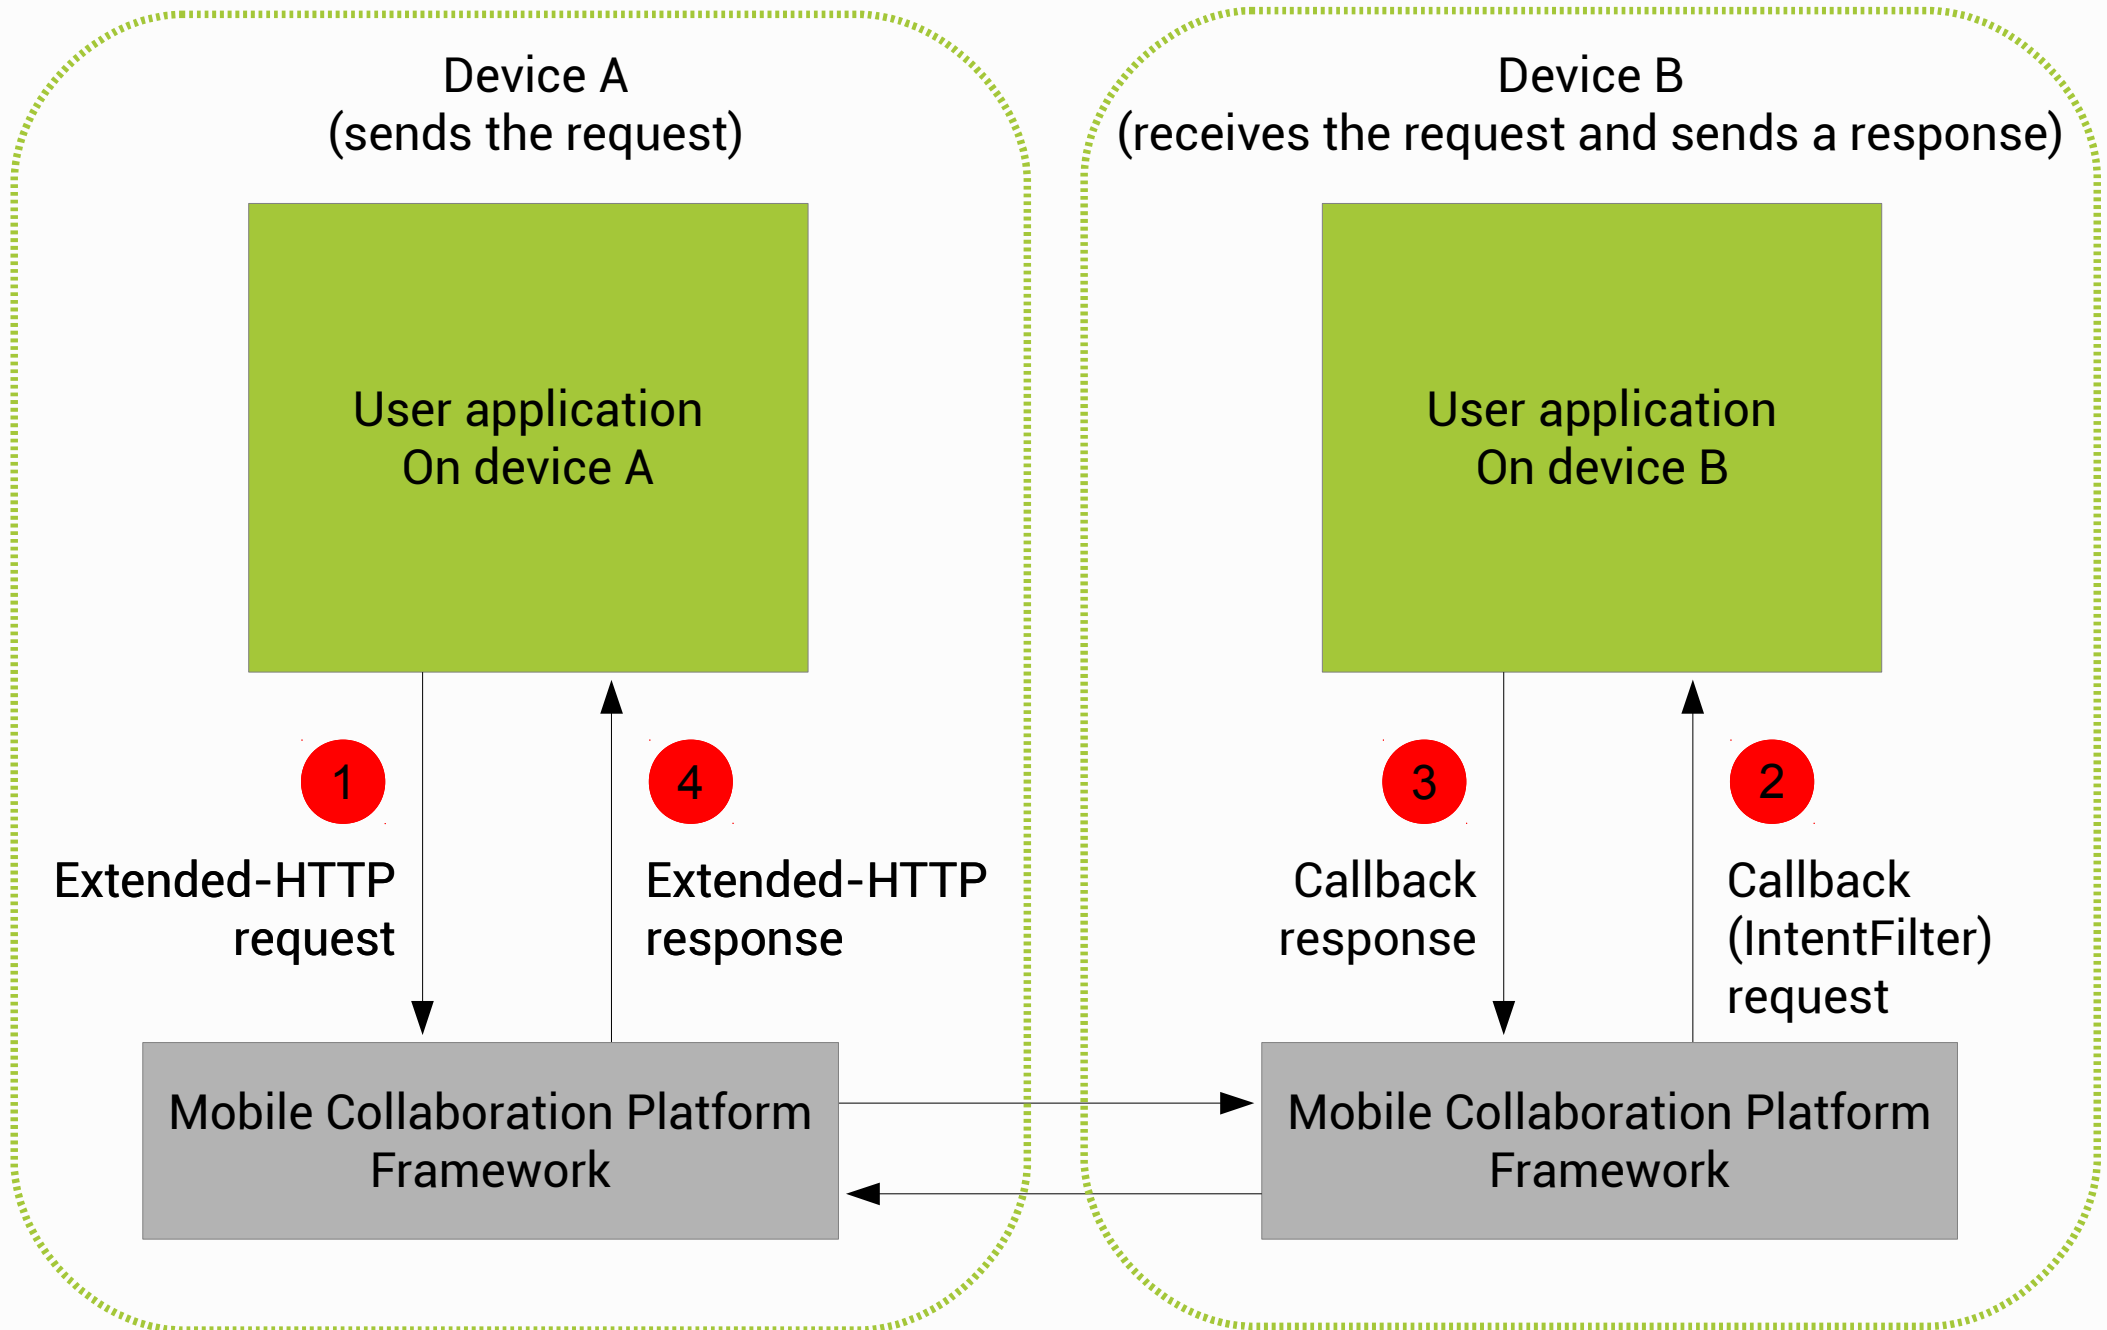 Device A
(sends the request)
User application
On device A
1
Extended-HTTP
request
4
Extended-HTTP
response
Mobile Collaboration Platform
Framework
Device B
(receives the request and sends a response)
User application
On device B
3
Callback
response
2
Callback
(IntentFilter)
request
Mobile Collaboration Platform
Framework